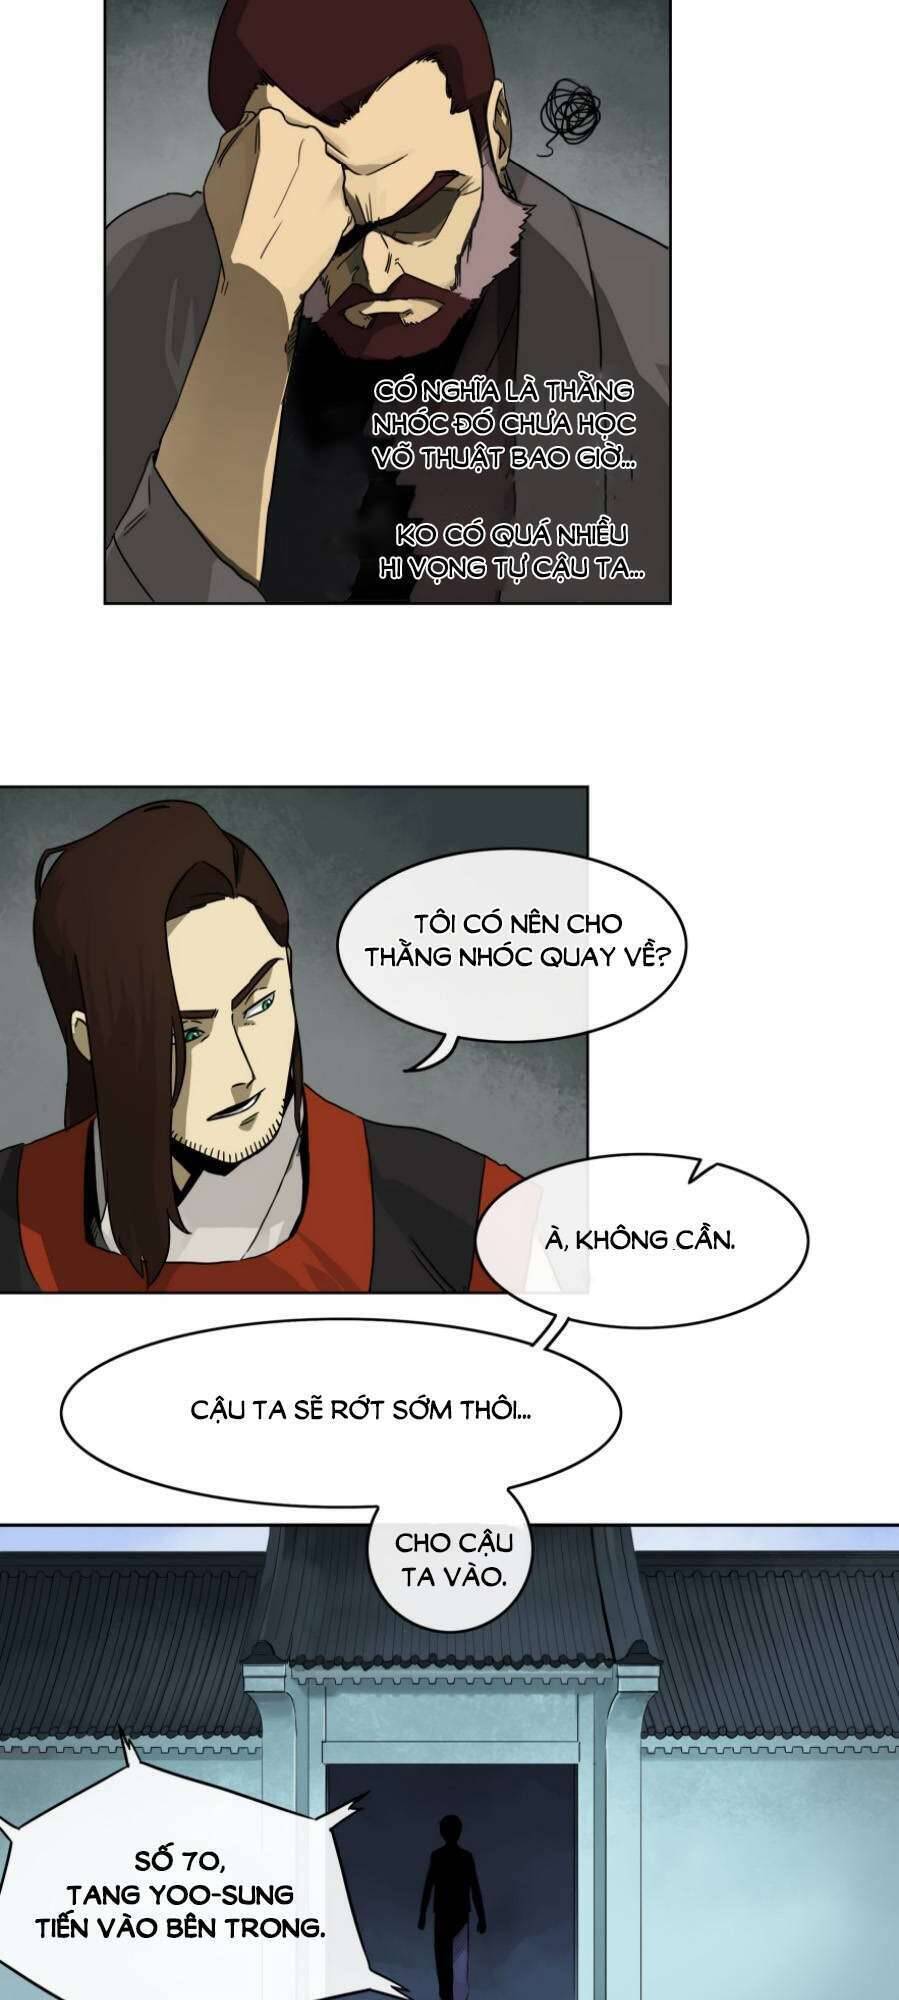 CÓ NGHĨA LÀ THẰNG
NHÓC ĐÓ CHƯA HỌC
VÕ THUẬT BAO GIỜ...
KO CÓ QUÁ NHIỀU
HI VỌNG TỰ CẬU TA...
TÔI CÓ NÊN CHO
THẰNG NHÓC QUAY VỀ?
À, KHÔNG CẦN.
CẬU TA SẼ RỚT SỚM THÔI...
CHO CẬU
TA VÀO.
SỐ 70,
TANG YOO-SUNG
TIẾN VÀO BÊN TRONG.